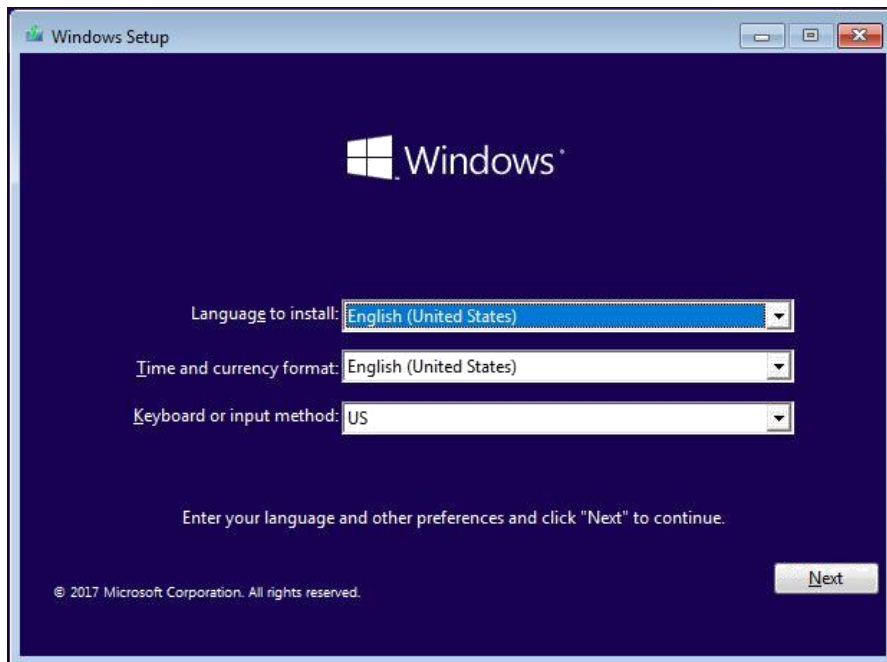 Windows Setup
Windows
Language to install: English (United States)
Time and currency format: English (United States)
Keyboard or input method: US
Enter your language and other preferences and click "Next" to continue.
Next
© 2017 Microsoft Corporation. All rights reserved.